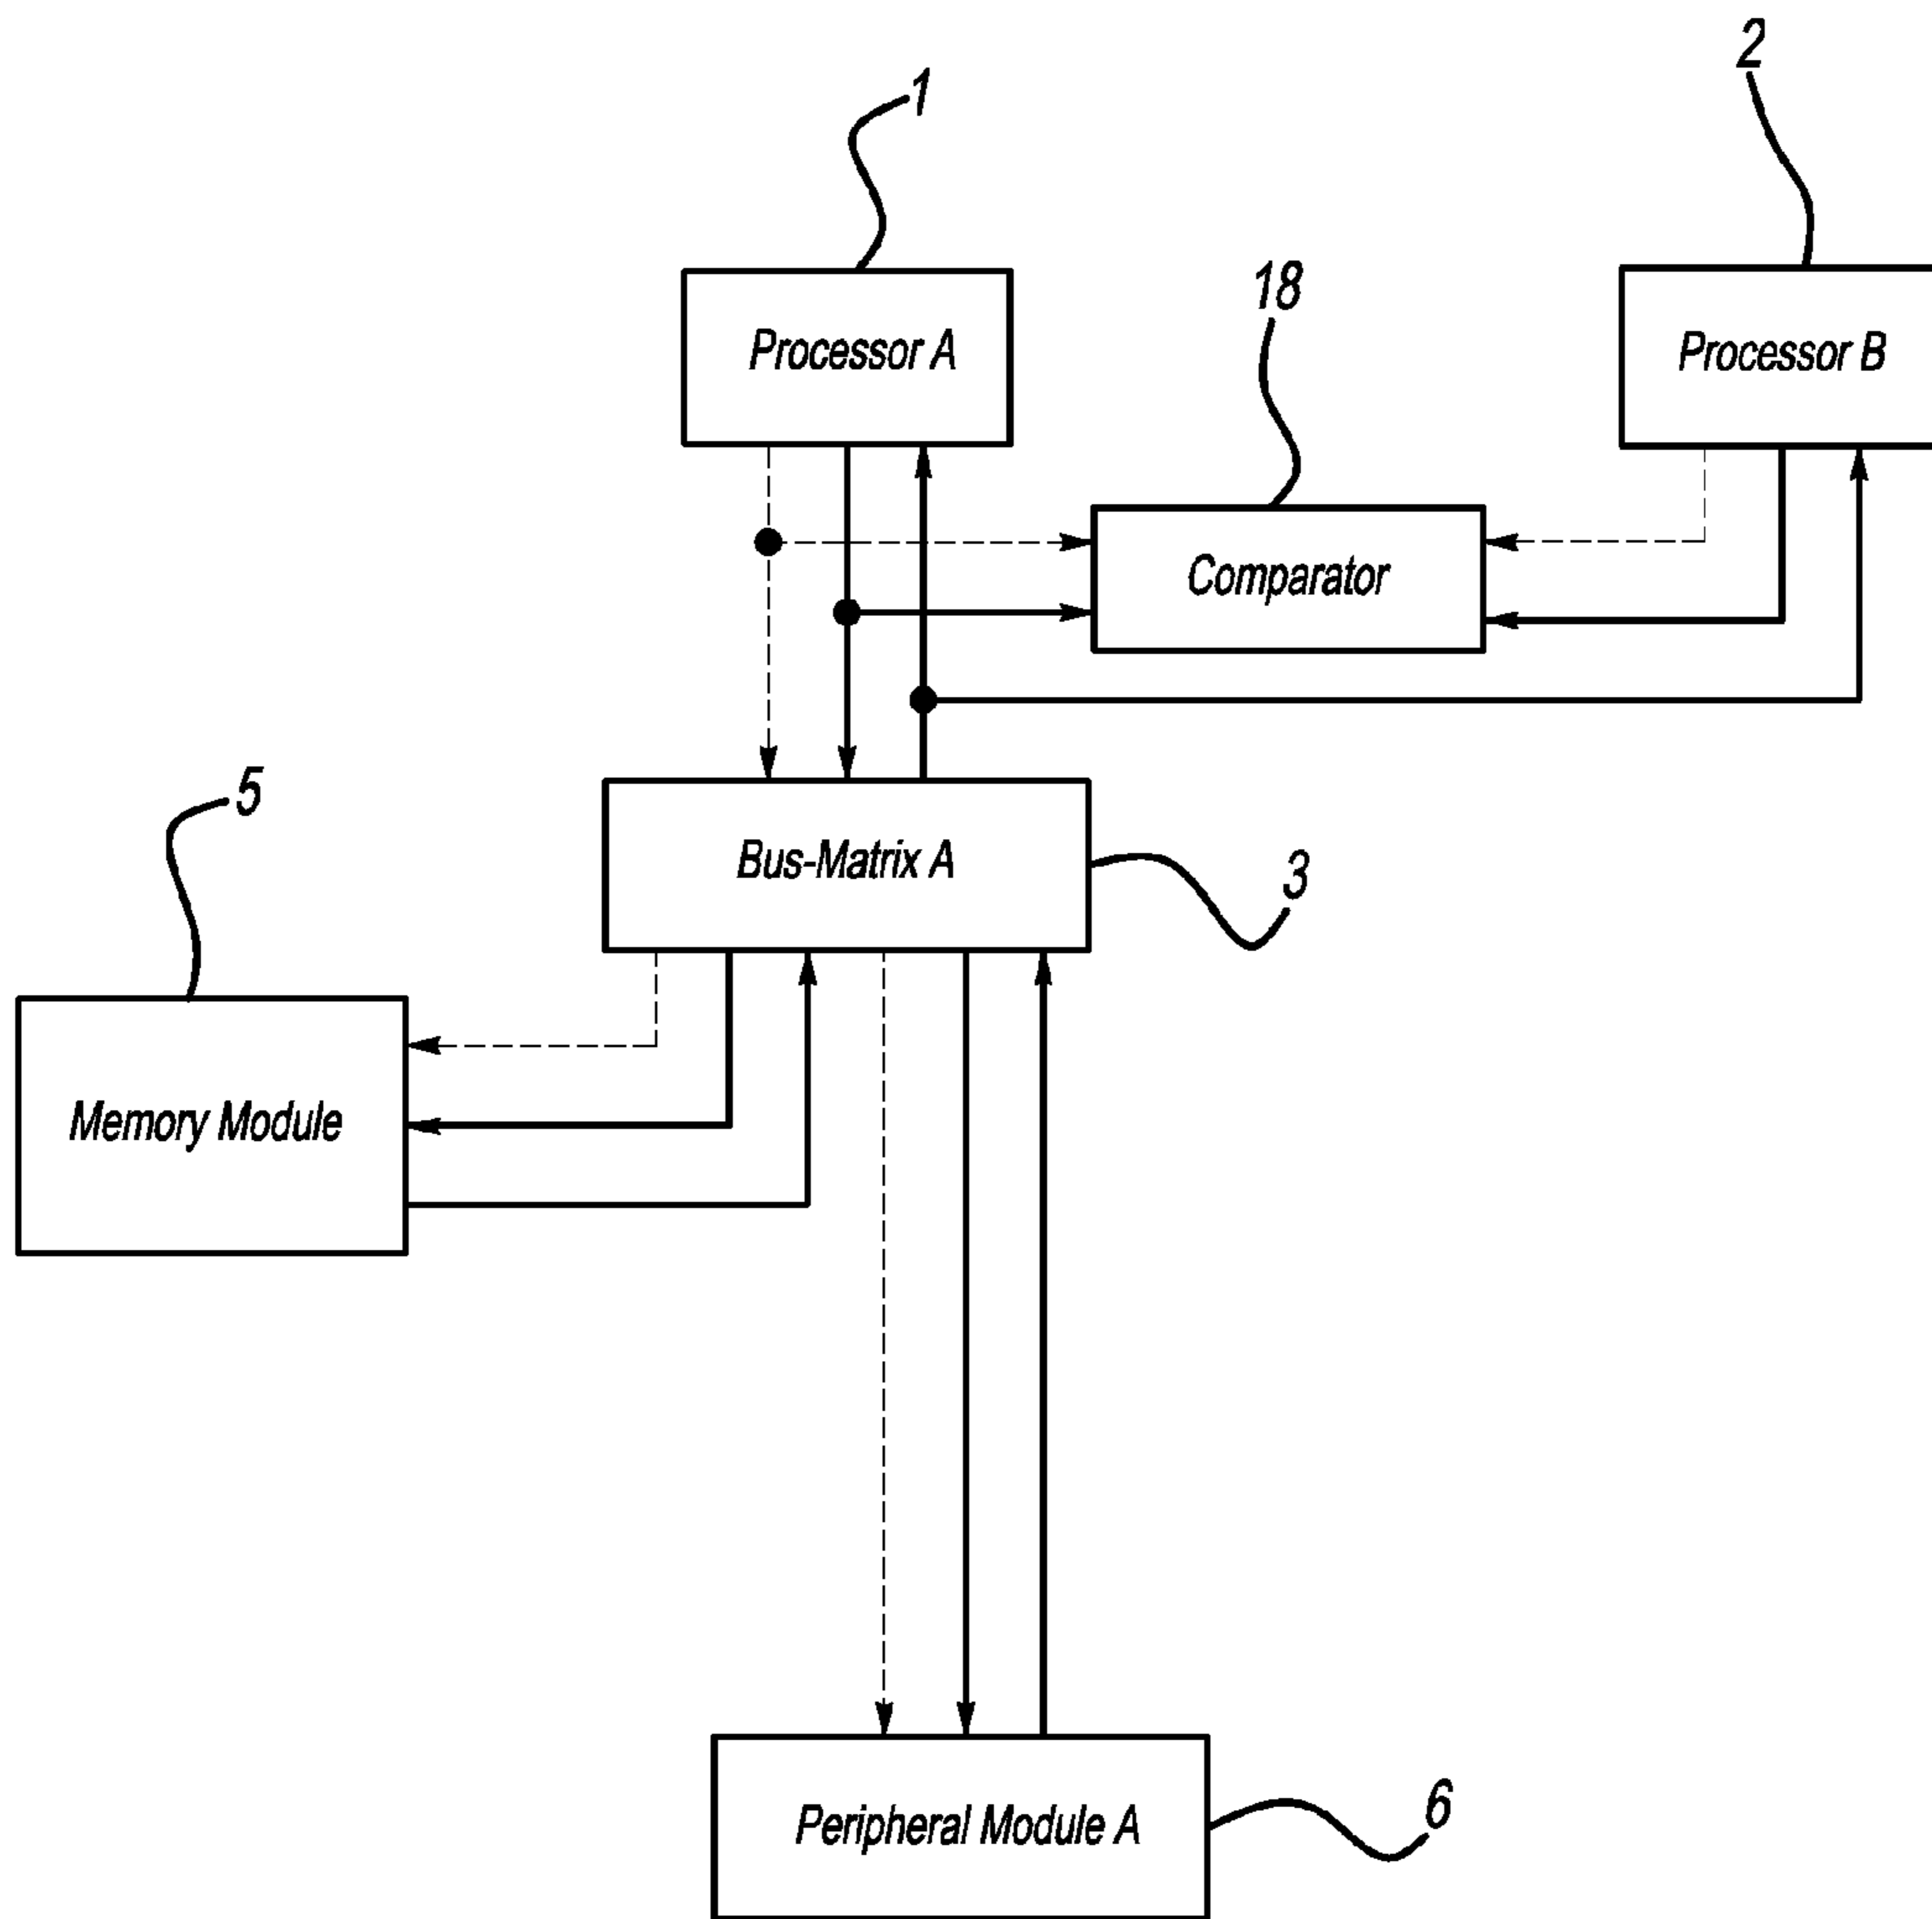 2
1
18
Processor A
Processor B
Comparator
5
Bus-Matrix A
3
Memory Module
6
Peripheral Module A